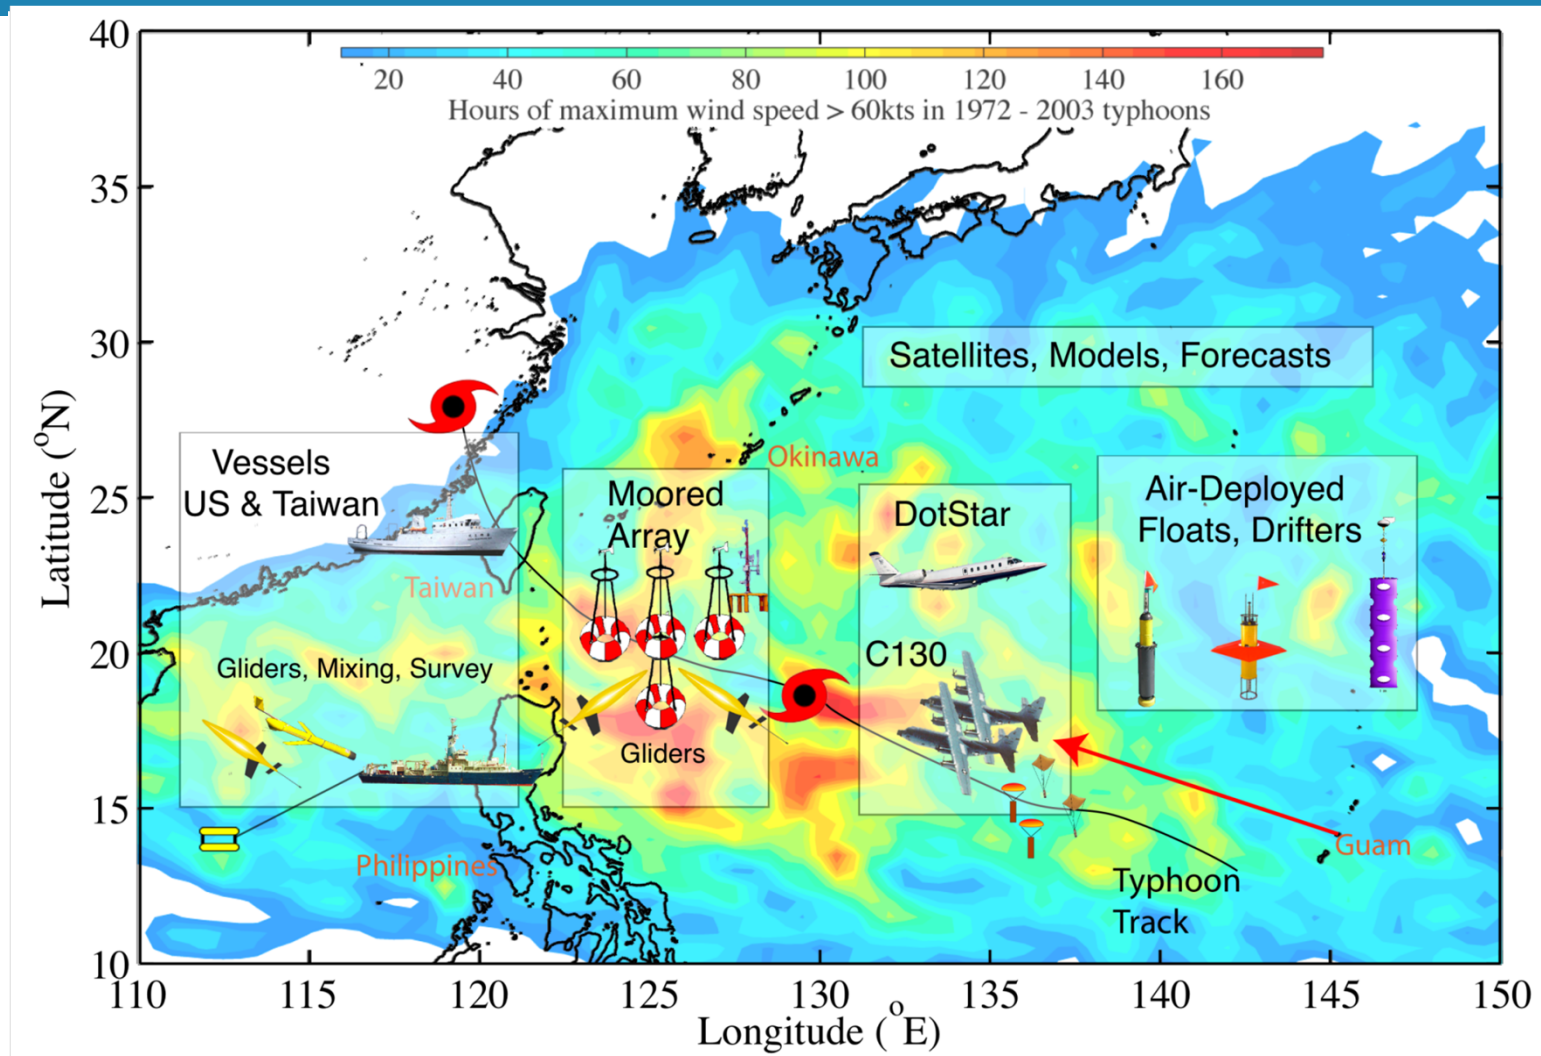 40
35
30
25
20
15
10
Latitude (°N)
20 40 60 80 100 120 140 160
Hours of maximum wind speed > 60kts in 1972 - 2003 typhoons
Satellites, Models, Forecasts
Vessels
US & Taiwan
Taiwan
Gliders, Mixing, Survey
Philippines
Moored
Array
Gliders
Okinawa
DotStar
C130
Air-Deployed
Floats, Drifters
Guam
Typhoon
Track
110 115 120 125 130 135 140 145 150
Longitude (°E)